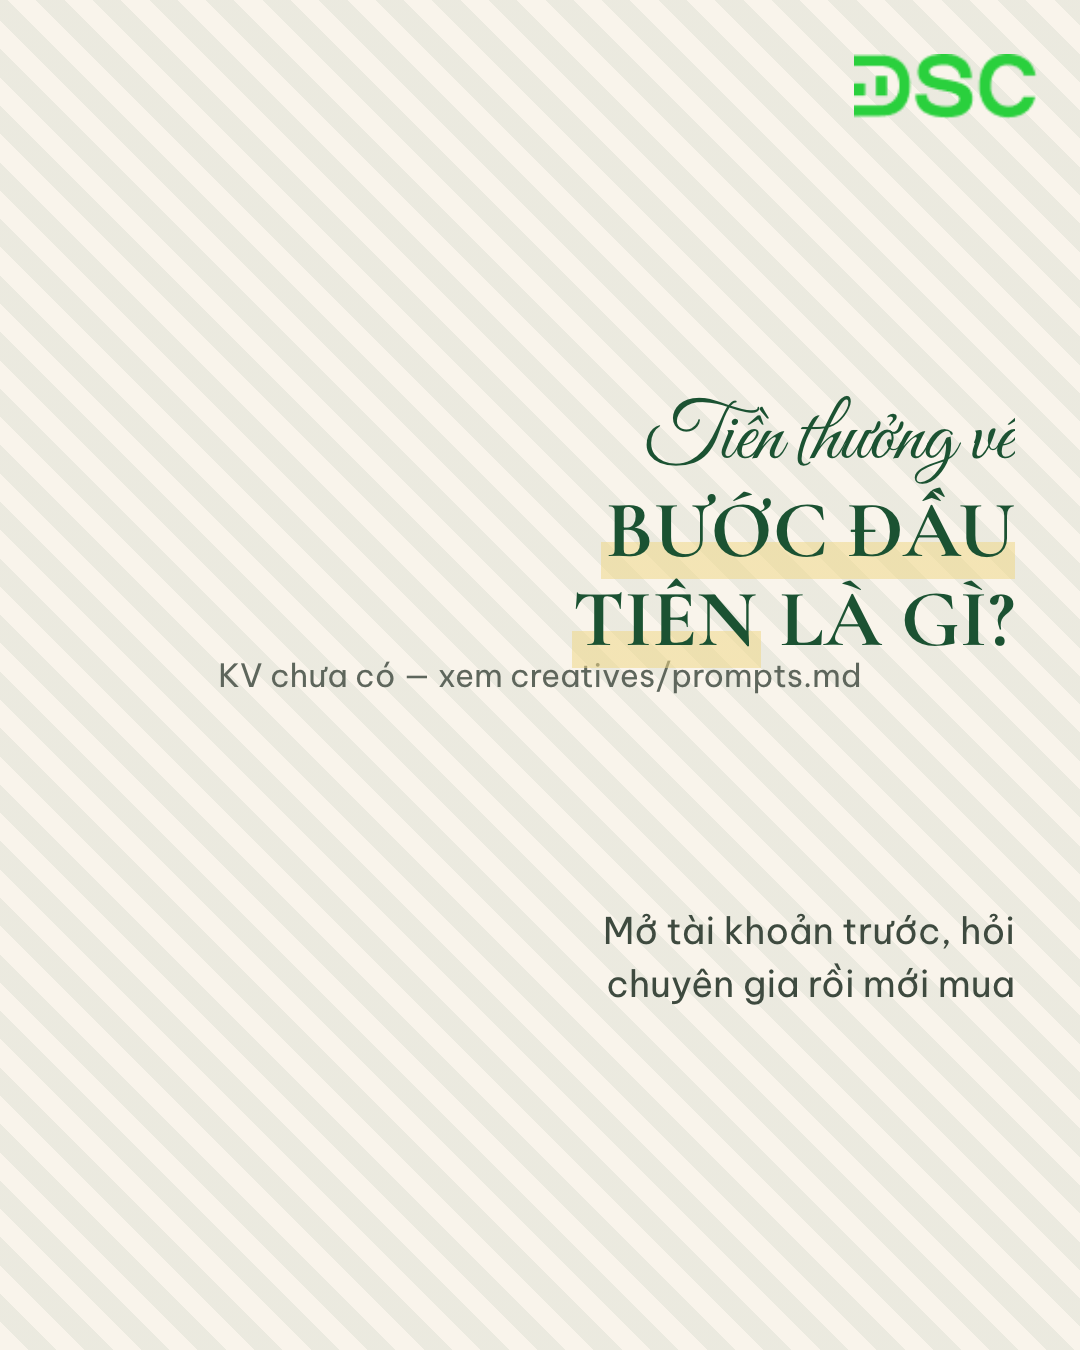 DSC
Tiền thưởng về
BƯỚC ĐẦU
TIÊN LÀ GÌ?
KV chưa có — xem creatives/prompts.md
Mở tài khoản trước, hỏi
chuyên gia rồi mới mua